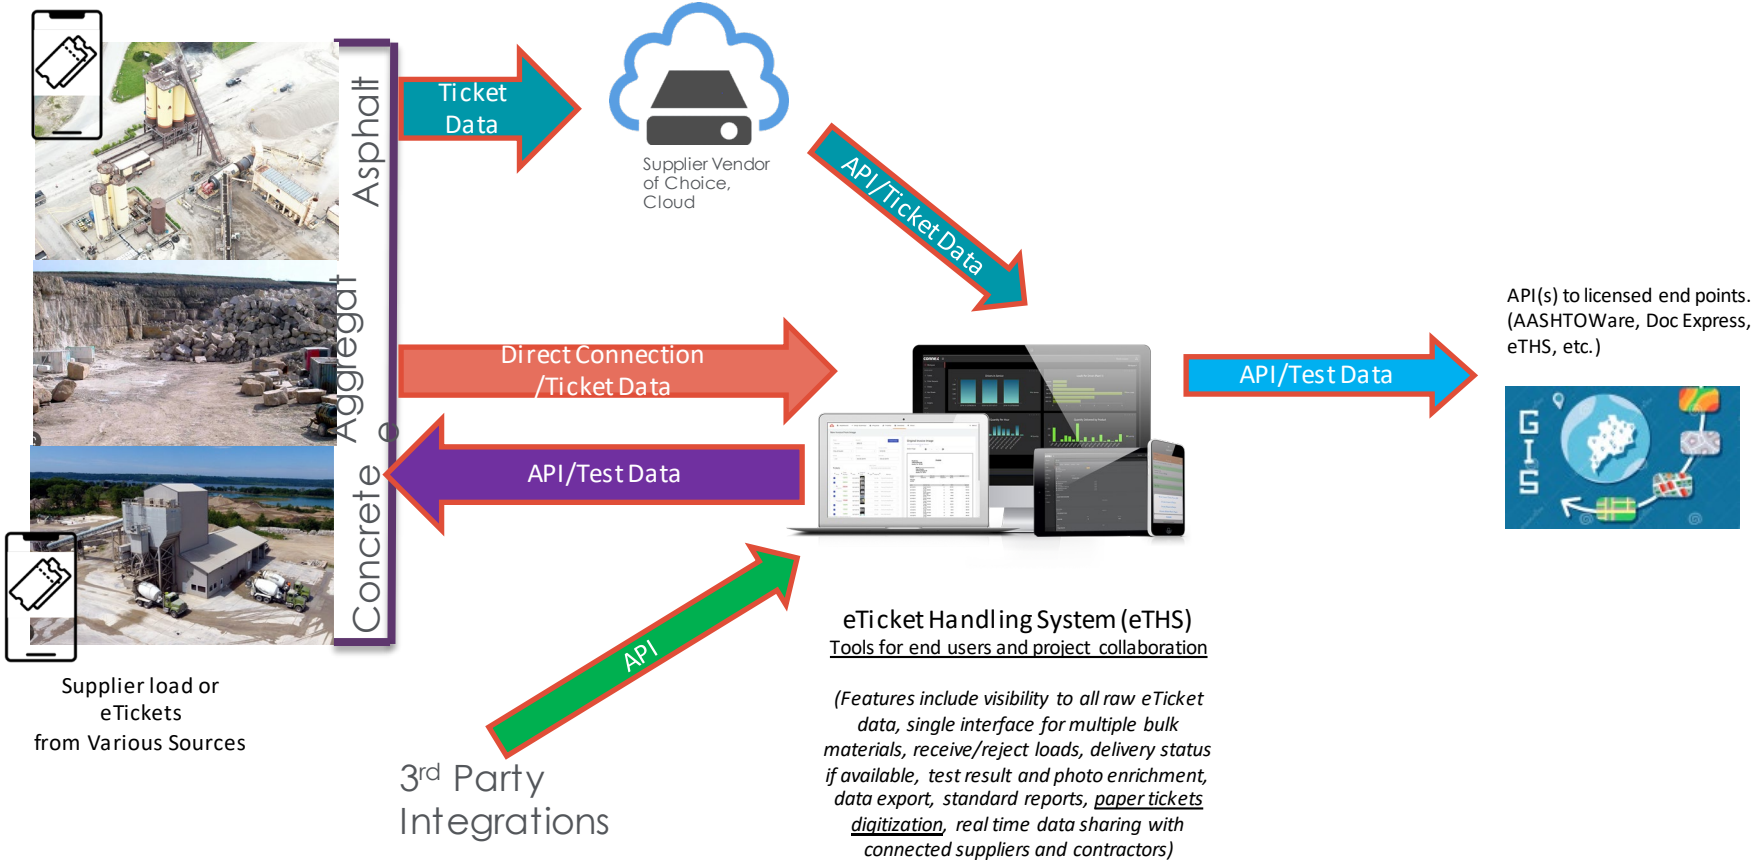 Asphalt
Aggregat
e
Concrete
Ticket
Data
Supplier Vendor
of Choice,
Cloud
API/Ticket Data
Direct Connection
/Ticket Data
API/Test Data
API/Test Data
API(s) to licensed end points.
(AASHTOWare, Doc Express,
eTHS, etc.)
GIS
API
Supplier load or
eTickets
from Various Sources
3rd Party
Integrations
eTicket Handling System (eTHS)
Tools for end users and project collaboration
(Features include visibility to all raw eTicket
data, single interface for multiple bulk
materials, receive/reject loads, delivery status
if available, test result and photo enrichment,
data export, standard reports, paper tickets
digitization, real time data sharing with
connected suppliers and contractors)